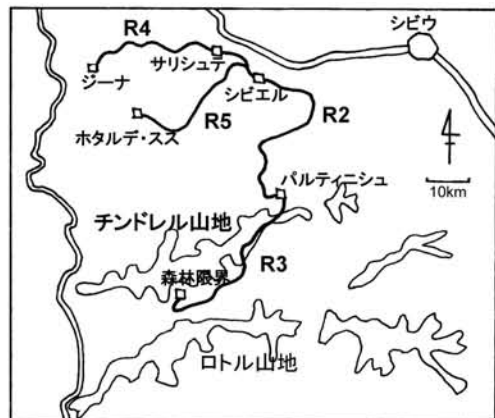 R4
シビウ
サリシュテ
ジーナ
シビエル
R2
ホタルデ・スス
R5
パルティニシュ
10km
チンドレル山地
R3
森林限界
ロトル山地